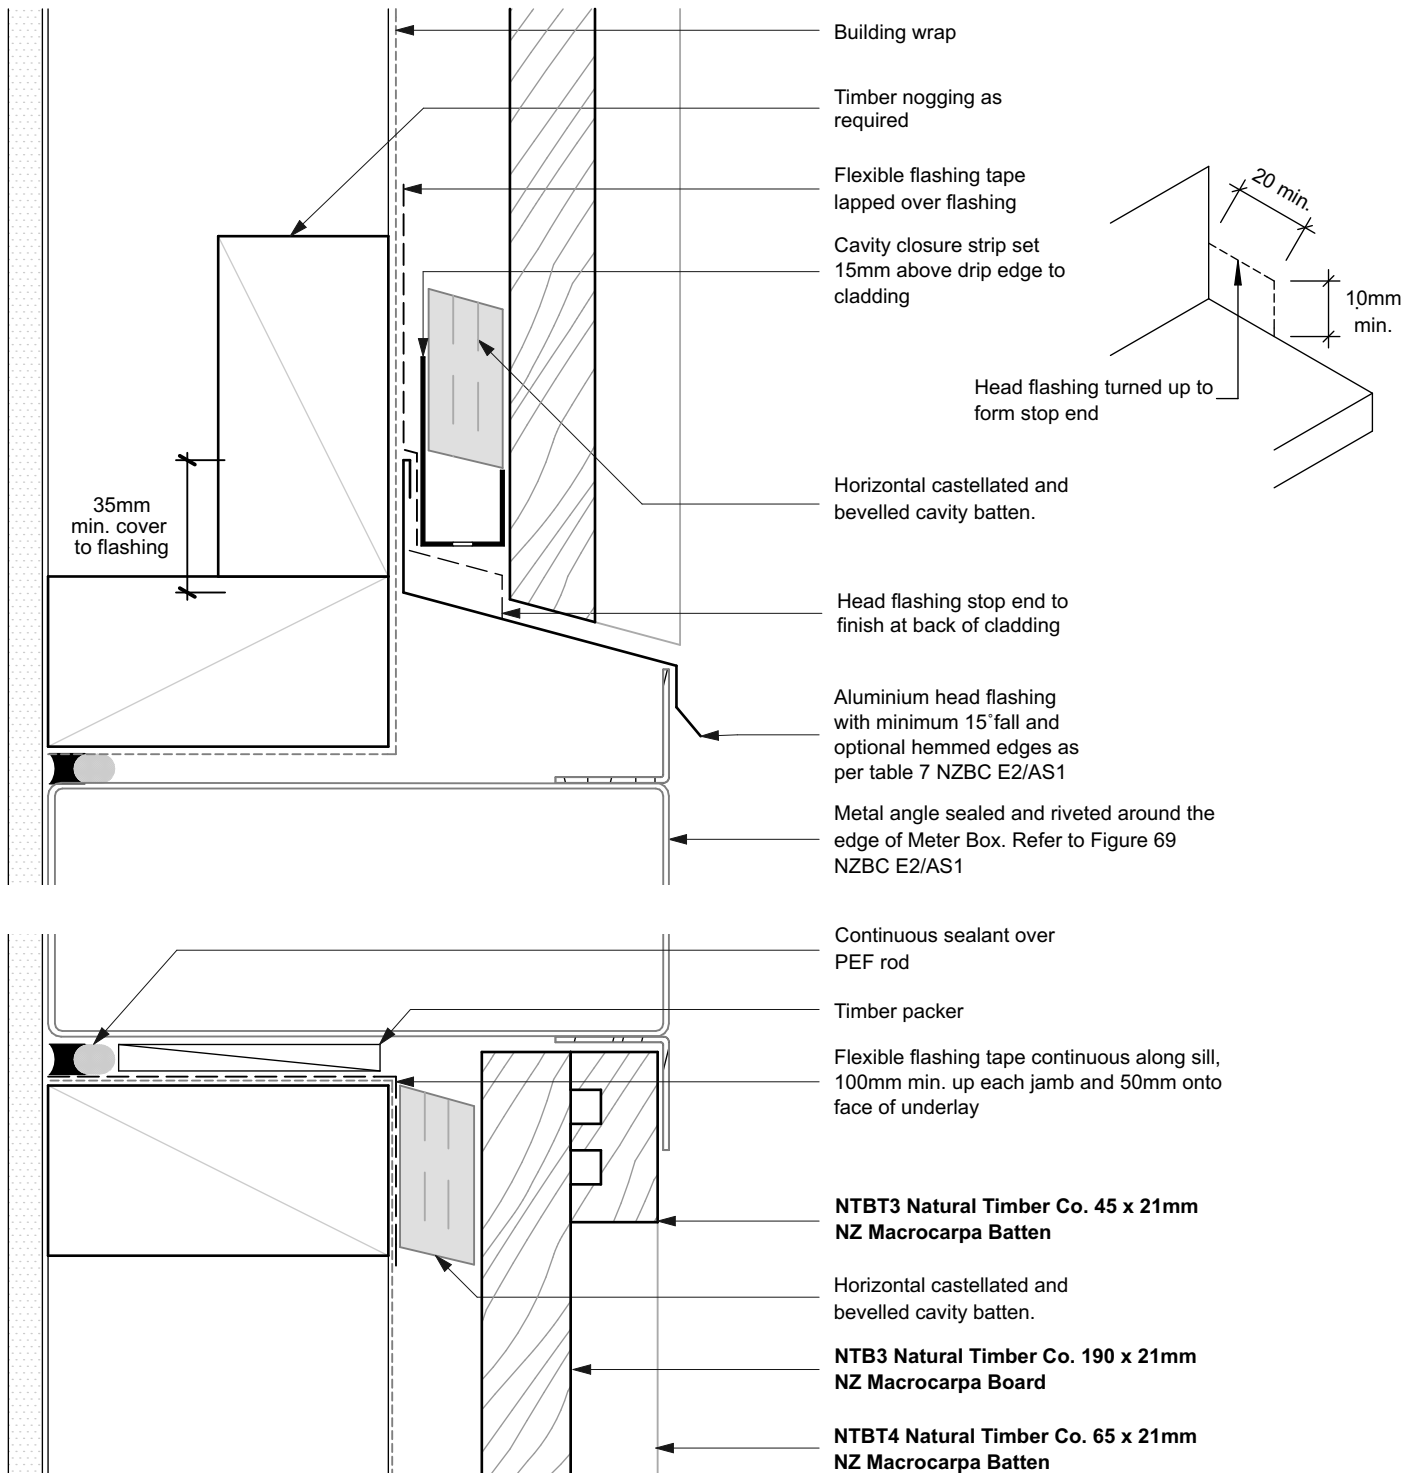 Building wrap
Timber nogging as
required
Flexible flashing tape
lapped over flashing
Cavity closure strip set
15mm above drip edge to
cladding
20 min.
10mm
min.
Head flashing turned up to
form stop end
35mm
min. cover
to flashing
Horizontal castellated and
bevelled cavity batten.
Head flashing stop end to
finish at back of cladding
Aluminium head flashing
with minimum 15°fall and
optional hemmed edges as
per table 7 NZBC E2/AS1
Metal angle sealed and riveted around the
edge of Meter Box. Refer to Figure 69
NZBC E2/AS1
Continuous sealant over
PEF rod
Timber packer
Flexible flashing tape continuous along sill,
100mm min. up each jamb and 50mm onto
face of underlay
NTBT3 Natural Timber Co. 45 x 21mm
NZ Macrocarpa Batten
Horizontal castellated and
bevelled cavity batten.
NTB3 Natural Timber Co. 190 x 21mm
NZ Macrocarpa Board
NTBT4 Natural Timber Co. 65 x 21mm
NZ Macrocarpa Batten